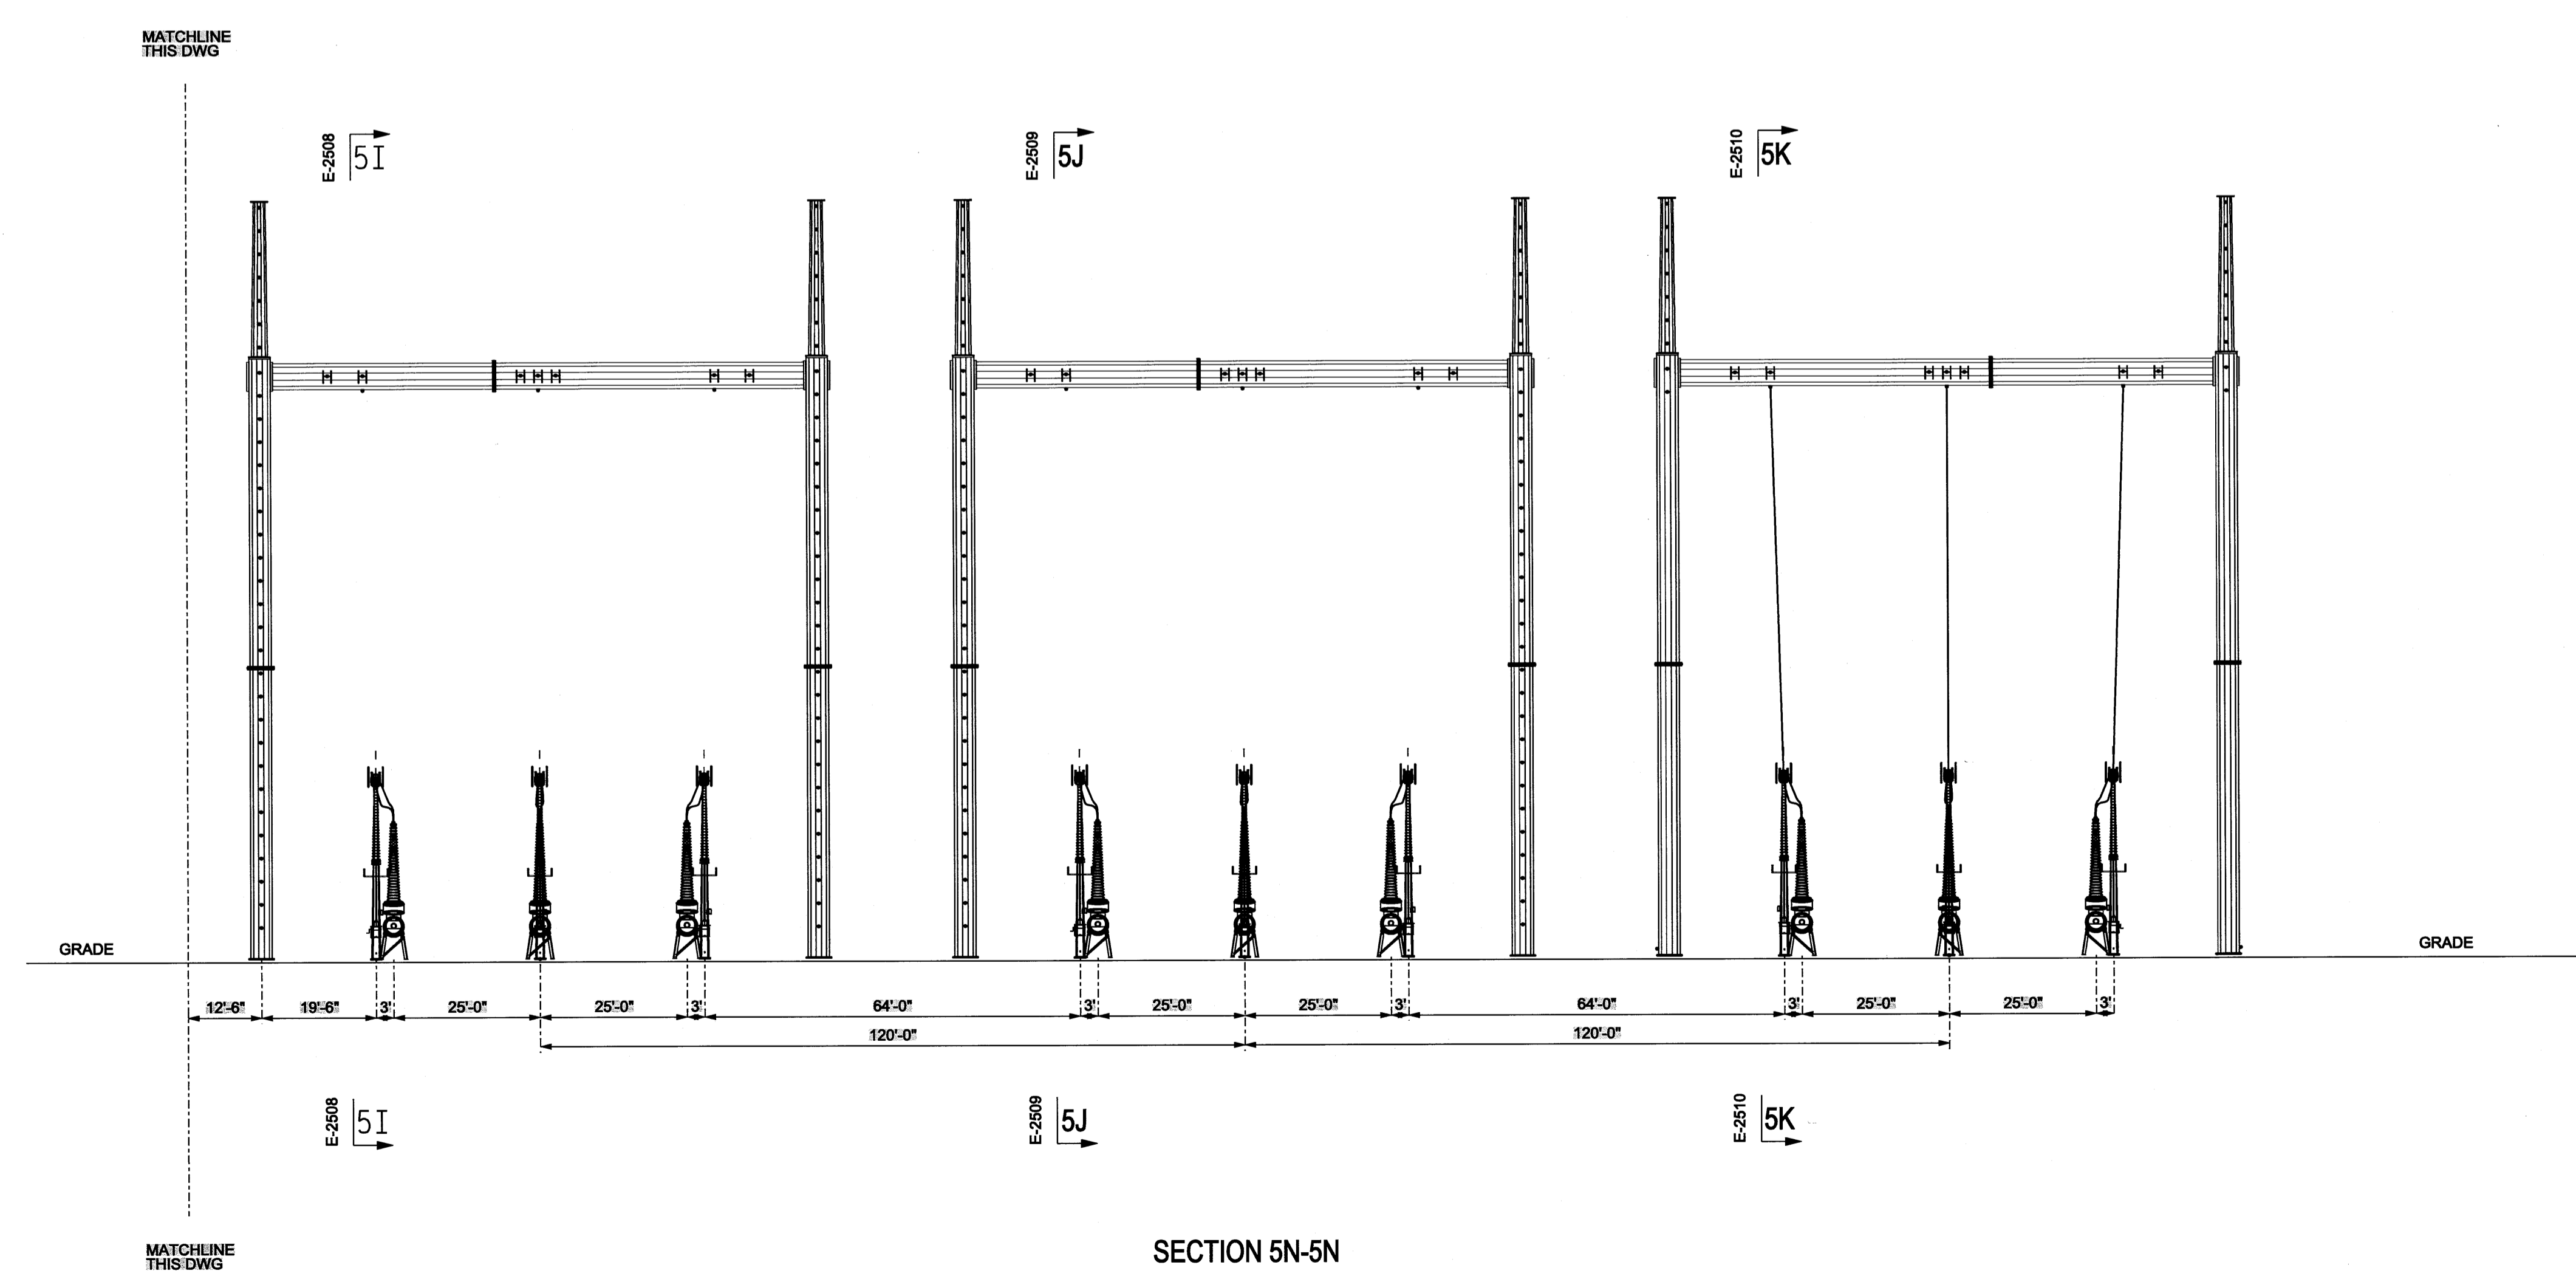 MATCHLINE
THIS DWG
E-2508
5I
E-2509
5J
E-2510
5K
GRADE
GRADE
12'-6"
19'-6"
3'
25'-0"
25'-0"
3'
64'-0"
3'
25'-0"
25'-0"
3'
64'-0"
3'
25'-0"
25'-0"
3'
120'-0"
120'-0"
E-2508
5I
E-2509
5J
E-2510
5K
MATCHLINE
THIS DWG
SECTION 5N-5N